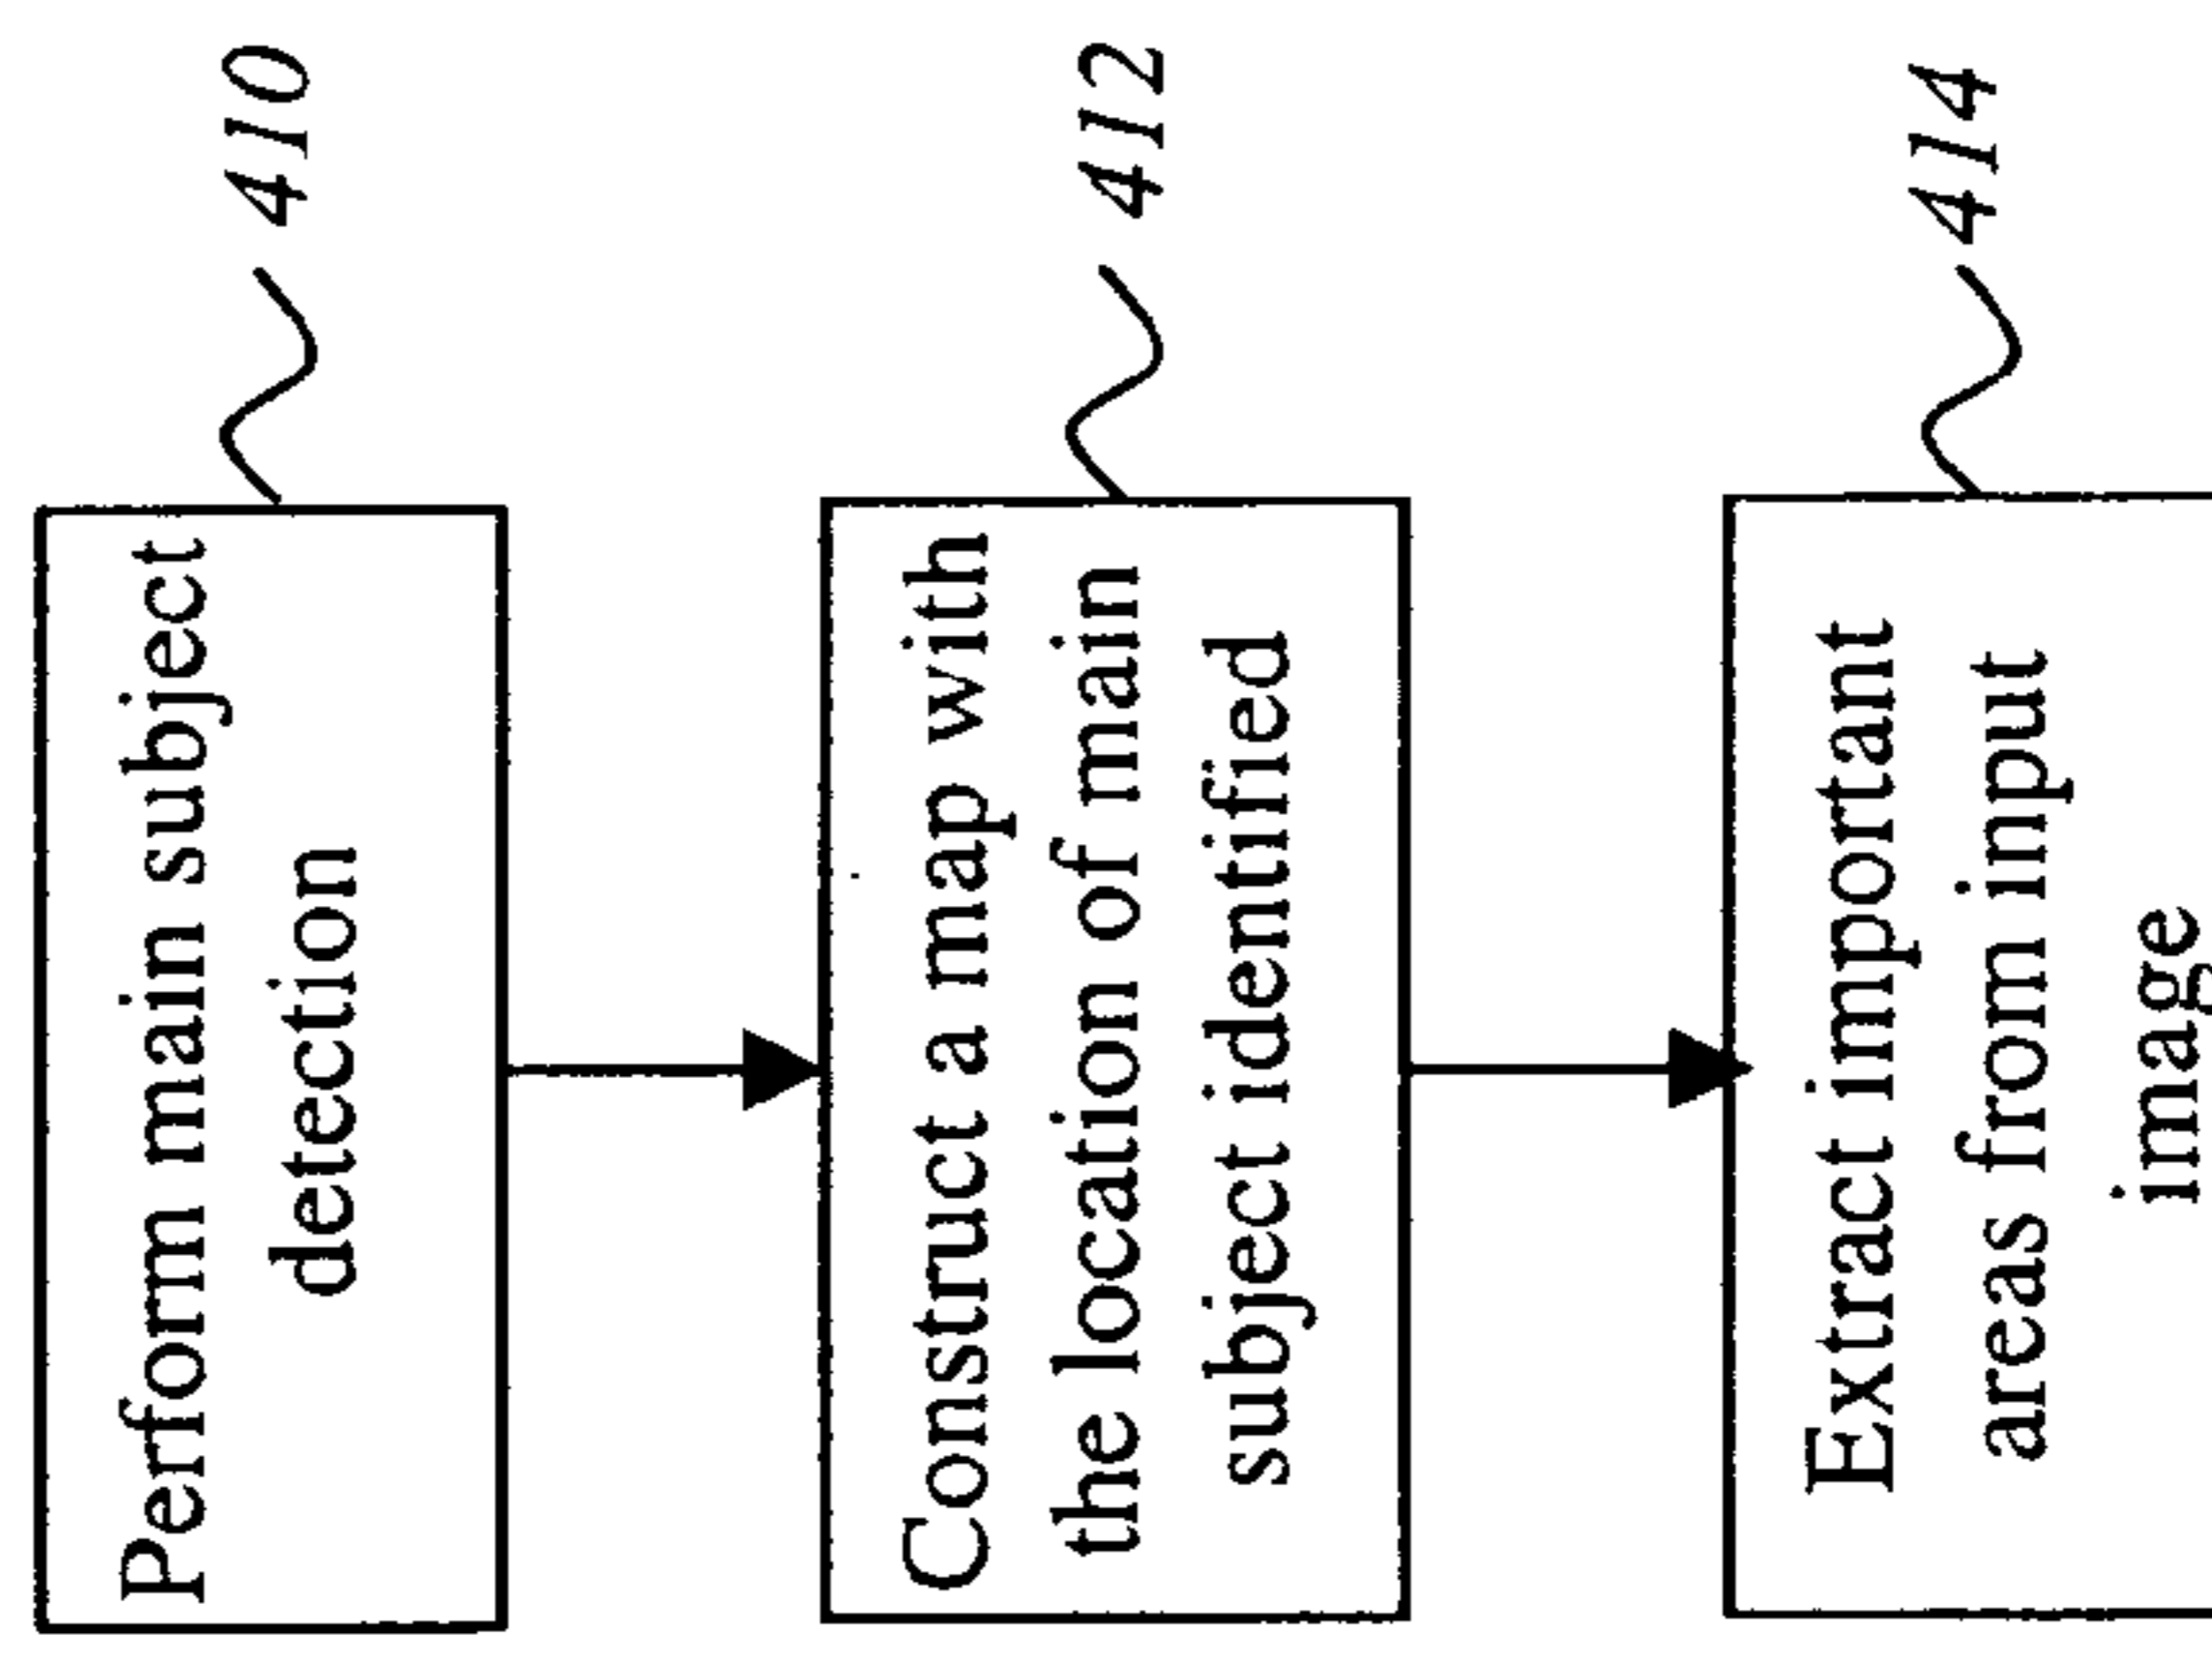 Perform main subject
detection
410
Construct a map with
the location of main
subject identified
412
Extract important
areas from input
image
414